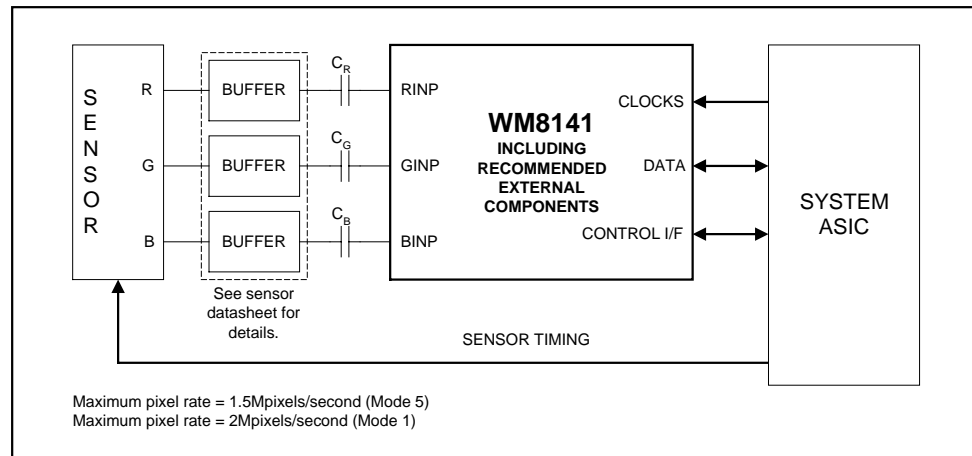 SENSOR
R
BUFFER
CR
RINP
G
BUFFER
CG
GINP
B
BUFFER
CB
BINP
See sensor
datasheet for
details.
WM8141
INCLUDING
RECOMMENDED
EXTERNAL
COMPONENTS
CLOCKS
DATA
CONTROL I/F
SYSTEM
ASIC
SENSOR TIMING
Maximum pixel rate = 1.5Mpixels/second (Mode 5)
Maximum pixel rate = 2Mpixels/second (Mode 1)